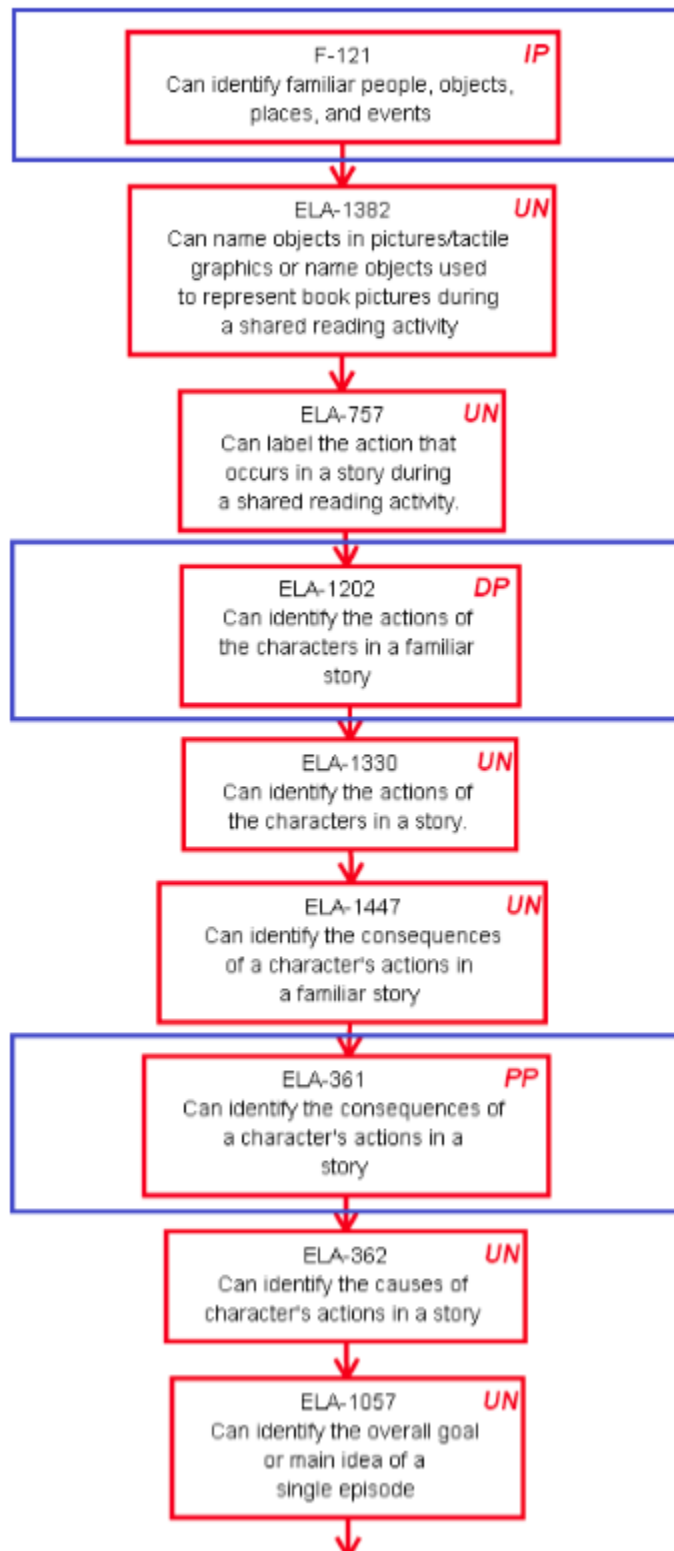 F-121 IP
Can identify familiar people, objects,
places, and events
ELA-1382 UN
Can name objects in pictures/tactile
graphics or name objects used
to represent book pictures during
a shared reading activity
ELA-757 UN
Can label the action that
occurs in a story during
a shared reading activity.
ELA-1202 DP
Can identify the actions of
the characters in a familiar
story
ELA-1330 UN
Can identify the actions of
the characters in a story.
ELA-1447 UN
Can identify the consequences
of a character's actions in
a familiar story
ELA-361 PP
Can identify the consequences of
a character's actions in a
story
ELA-362 UN
Can identify the causes of
character's actions in a story
ELA-1057 UN
Can identify the overall goal
or main idea of a
single episode